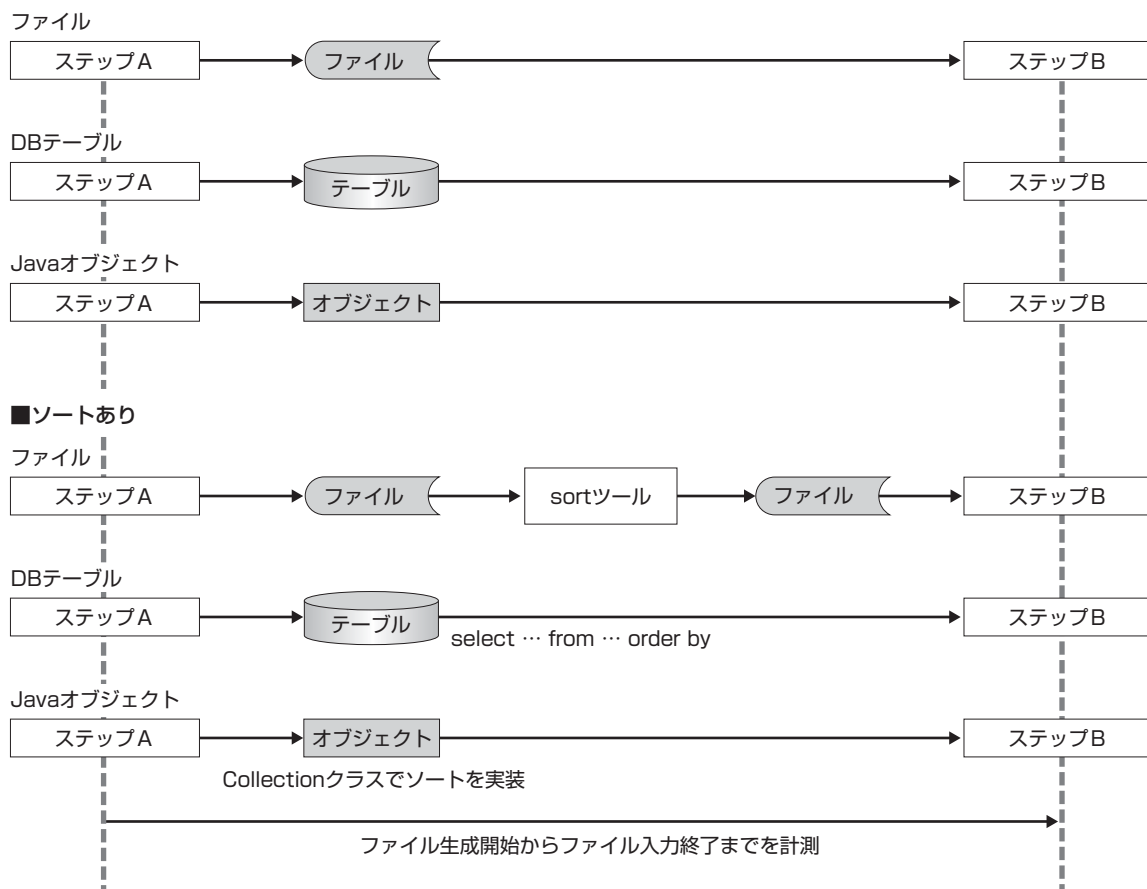 ファイル
ステップA
ファイル
ステップB
DBテーブル
ステップA
テーブル
ステップB
Javaオブジェクト
ステップA
オブジェクト
ステップB
■ソートあり
ファイル
ステップA
ファイル
sortツール
ファイル
ステップB
DBテーブル
ステップA
テーブル
select … from … order by
ステップB
Javaオブジェクト
ステップA
オブジェクト
ステップB
Collectionクラスでソートを実装
ファイル生成開始からファイル入力終了までを計測